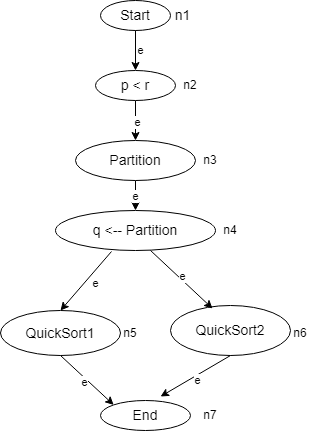 Start n1
e
p < r n2
e
Partition n3
e
q <-- Partition n4
e e
QuickSort1 n5 QuickSort2 n6
e e
End n7